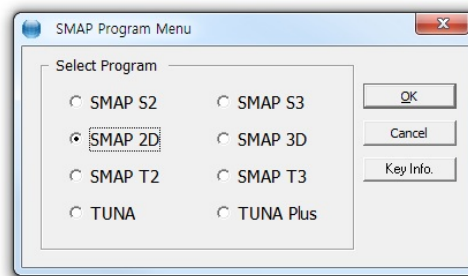 SMAP Program Menu
x
Select Program
SMAP S2 SMAP S3 OK
SMAP 2D SMAP 3D Cancel
SMAP T2 SMAP T3 Key Info.
TUNA TUNA Plus